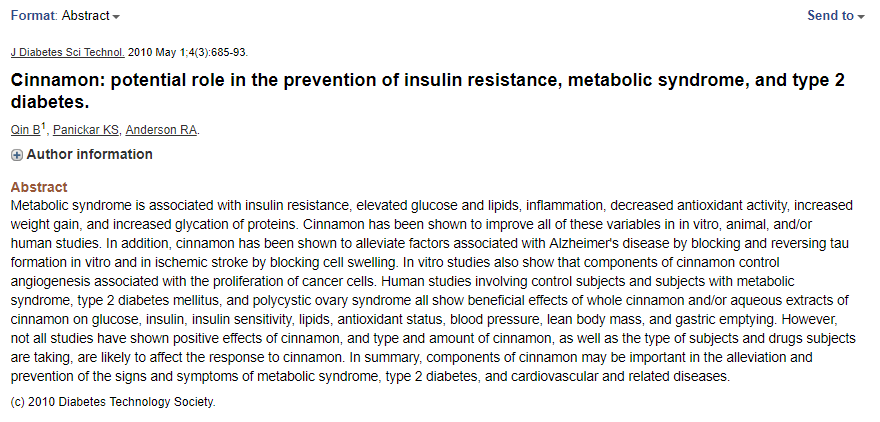 Format: Abstract
Send to
J Diabetes Sci Technol. 2010 May 1;4(3):685-93.
Cinnamon: potential role in the prevention of insulin resistance, metabolic syndrome, and type 2
diabetes.
Qin B1, Panickar KS, Anderson RA.
Author information
Abstract
Metabolic syndrome is associated with insulin resistance, elevated glucose and lipids, inflammation, decreased antioxidant activity, increased
weight gain, and increased glycation of proteins. Cinnamon has been shown to improve all of these variables in in vitro, animal, and/or
human studies. In addition, cinnamon has been shown to alleviate factors associated with Alzheimer's disease by blocking and reversing tau
formation in vitro and in ischemic stroke by blocking cell swelling. In vitro studies also show that components of cinnamon control
angiogenesis associated with the proliferation of cancer cells. Human studies involving control subjects and subjects with metabolic
syndrome, type 2 diabetes mellitus, and polycystic ovary syndrome all show beneficial effects of whole cinnamon and/or aqueous extracts of
cinnamon on glucose, insulin, insulin sensitivity, lipids, antioxidant status, blood pressure, lean body mass, and gastric emptying. However,
not all studies have shown positive effects of cinnamon, and type and amount of cinnamon, as well as the type of subjects and drugs subjects
are taking, are likely to affect the response to cinnamon. In summary, components of cinnamon may be important in the alleviation and
prevention of the signs and symptoms of metabolic syndrome, type 2 diabetes, and cardiovascular and related diseases.
(c) 2010 Diabetes Technology Society.